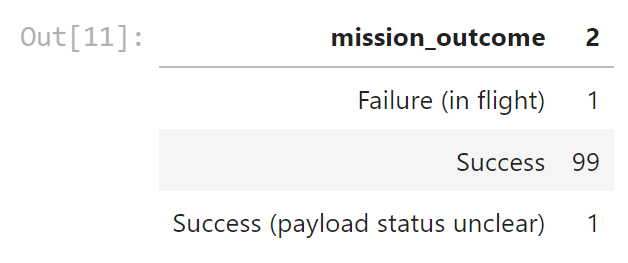 Out[11]: mission_outcome 2
Failure (in flight) 1
Success 99
Success (payload status unclear) 1